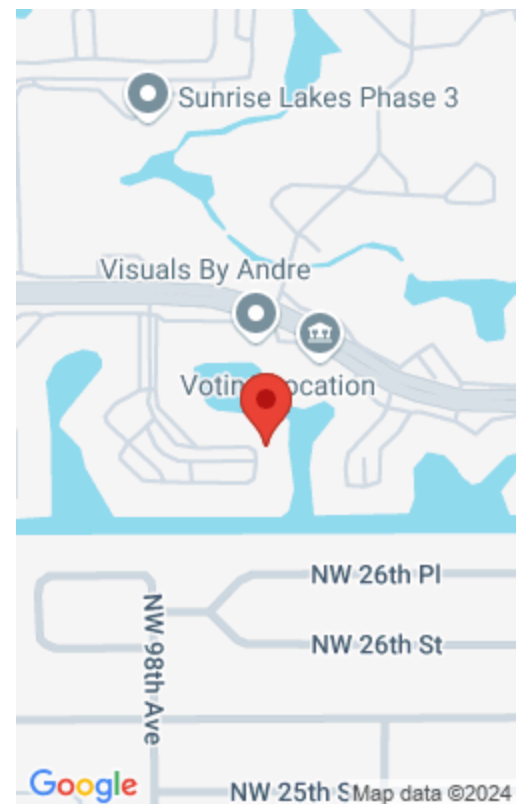 Sunrise Lakes Phase 3
Visuals By Andre
Voting Location
NW 26th Pl
NW 26th St
NW 98th Ave
NW 25th S
Google
Map data ©2024